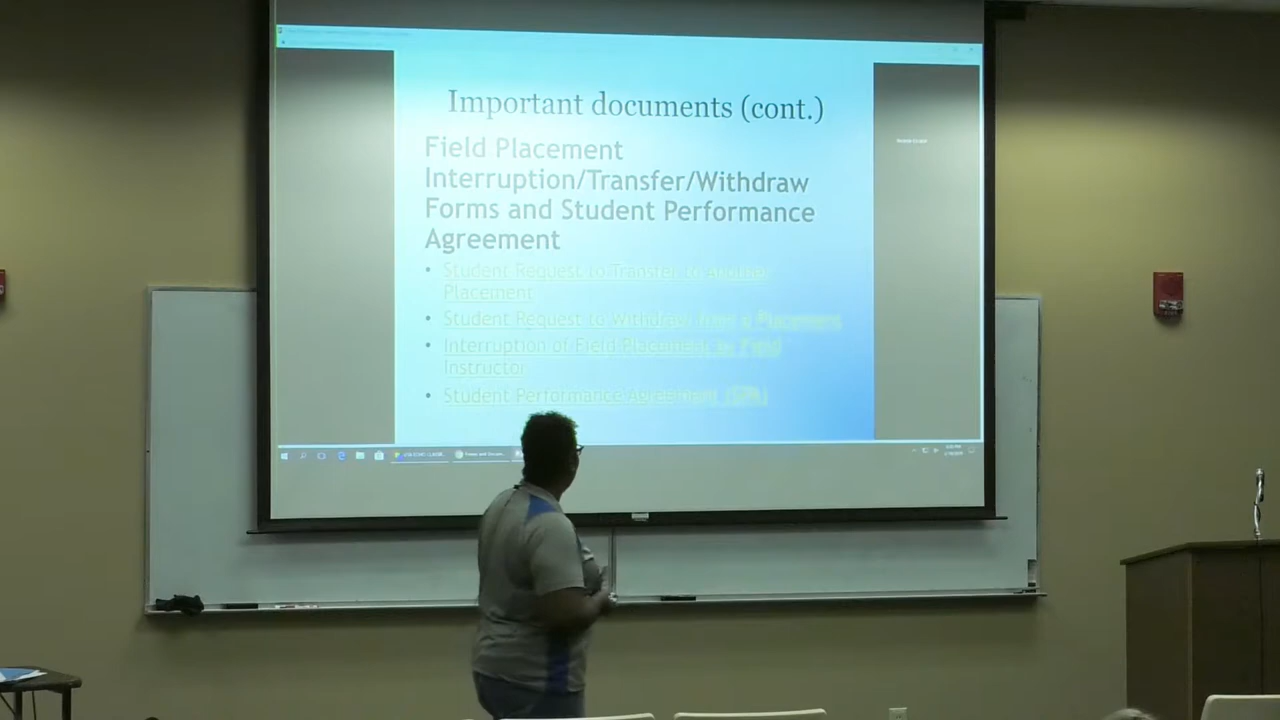 Important documents (cont.)
Field Placement
Interruption/Transfer/Withdraw
Forms and Student Performance
Agreement
• Student Request to Transfer to Another
Placement
• Student Request to Withdraw from a Placement
• Interruption of Field Placement by Field
Instructor
• Student Performance Agreement